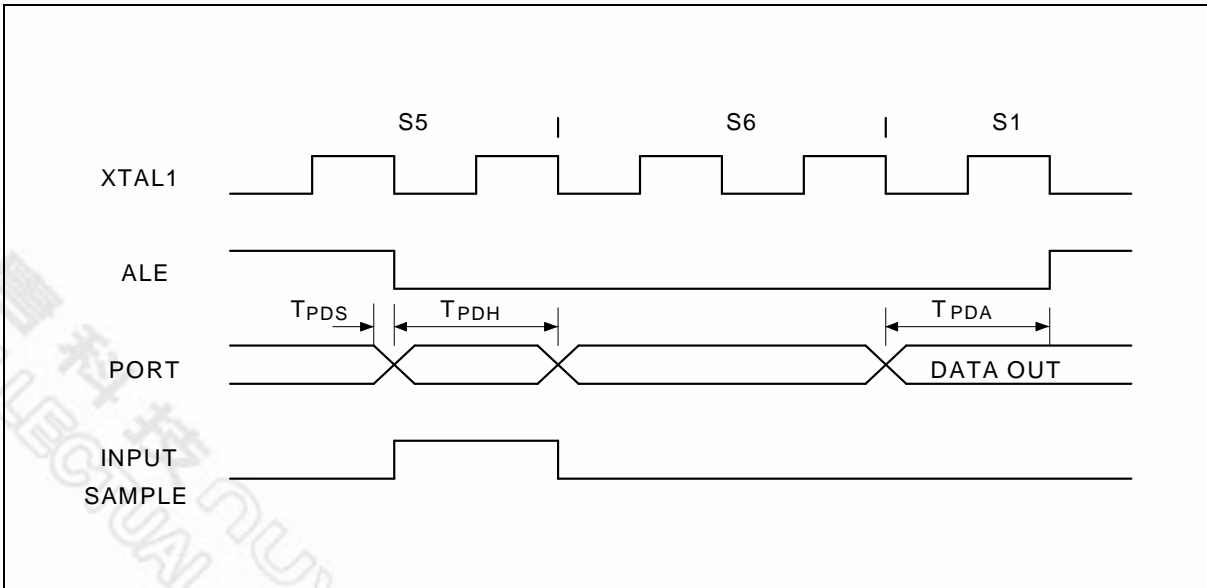 S5 S6 S1
XTAL1
ALE
TPDS TPDH TPDA
PORT DATA OUT
INPUT
SAMPLE